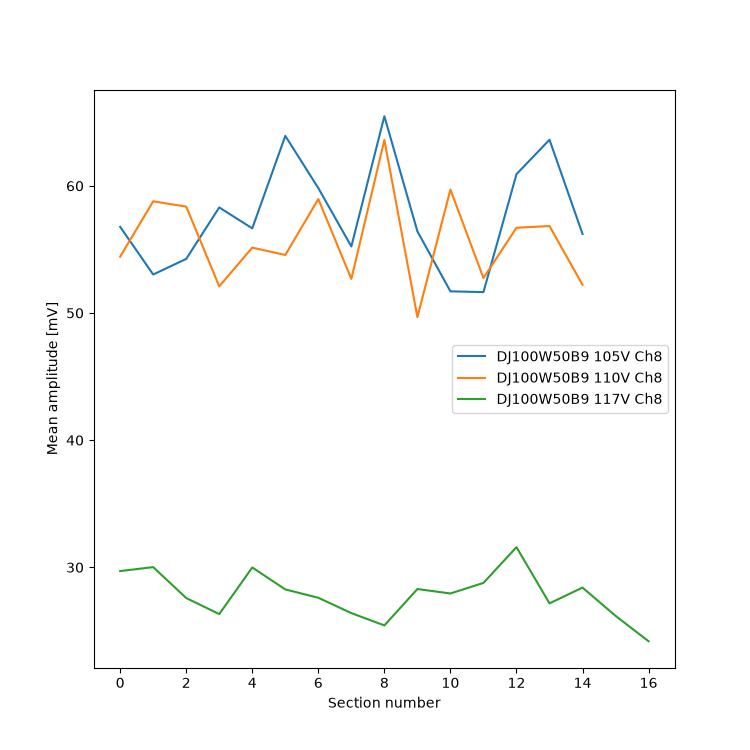 60
50
40
30
Mean amplitude [mV]
DJ100W50B9 105V Ch8
DJ100W50B9 110V Ch8
DJ100W50B9 117V Ch8
0 2 4 6 8 10 12 14 16
Section number